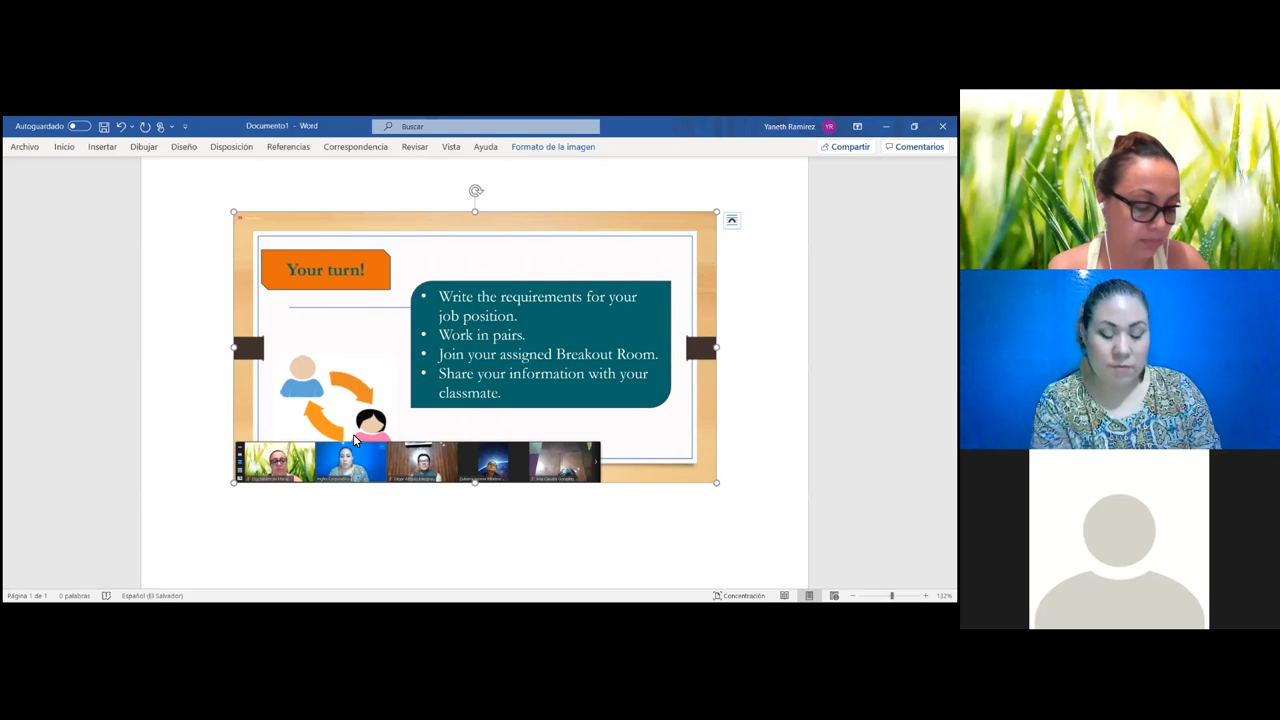 Autoguardado
Documento1 - Word
Buscar
Yaneth Ramirez
YR
Archivo
Inicio
Insertar
Dibujar
Diseño
Disposición
Referencias
Correspondencia
Revisar
Vista
Ayuda
Formato de la imagen
Compartir
Comentarios
Your turn!
• Write the requirements for your
job position.
• Work in pairs.
• Join your assigned Breakout Room.
• Share your information with your
classmate.
Página 1 de 1
0 palabras
Español (El Salvador)
Concentración
132%